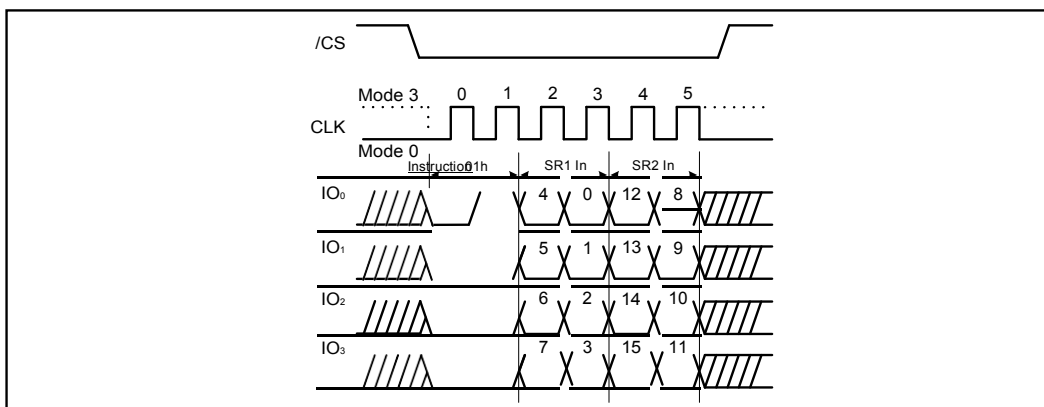 /CS
Mode 3 0 1 2 3 4 5
CLK
Mode 0
Instruction 01h SR1 In SR2 In
IO0 4 0 12 8
IO1 5 1 13 9
IO2 6 2 14 10
IO3 7 3 15 11